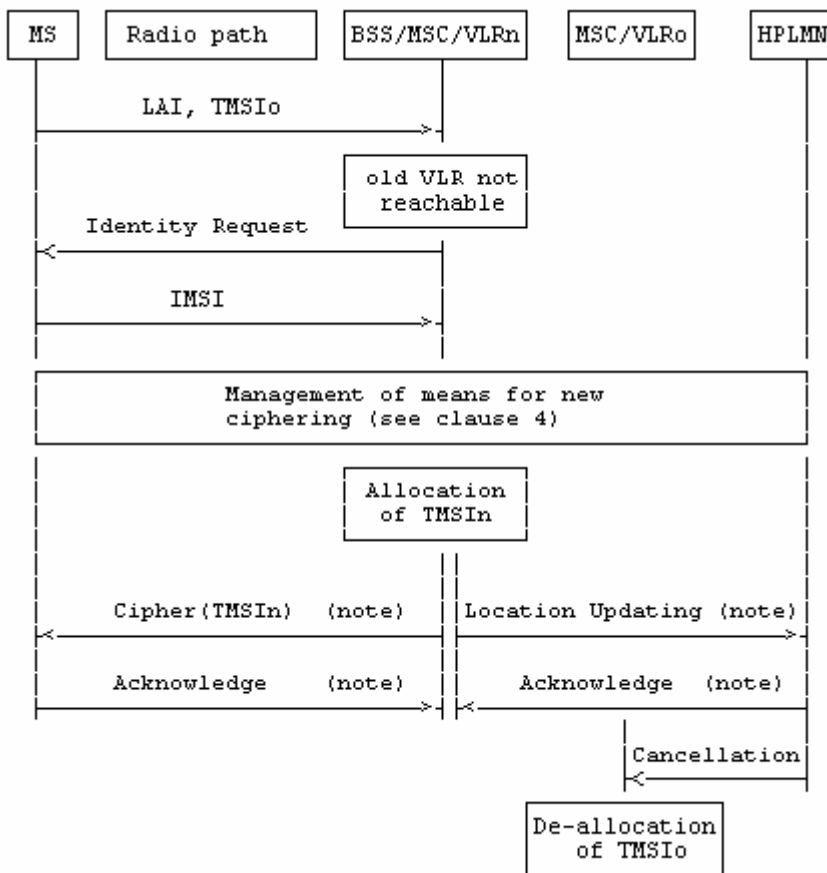 MS Radio path BSS/MSC/VLRn MSC/VLRo HPLMN
LAI, TMSIo
old VLR not
reachable
Identity Request
IMSI
Management of means for new
ciphering (see clause 4)
Allocation
of TMSIn
Cipher(TMSIn) (note) Location Updating (note)
Acknowledge (note) Acknowledge (note)
Cancellation
De-allocation
of TMSIo